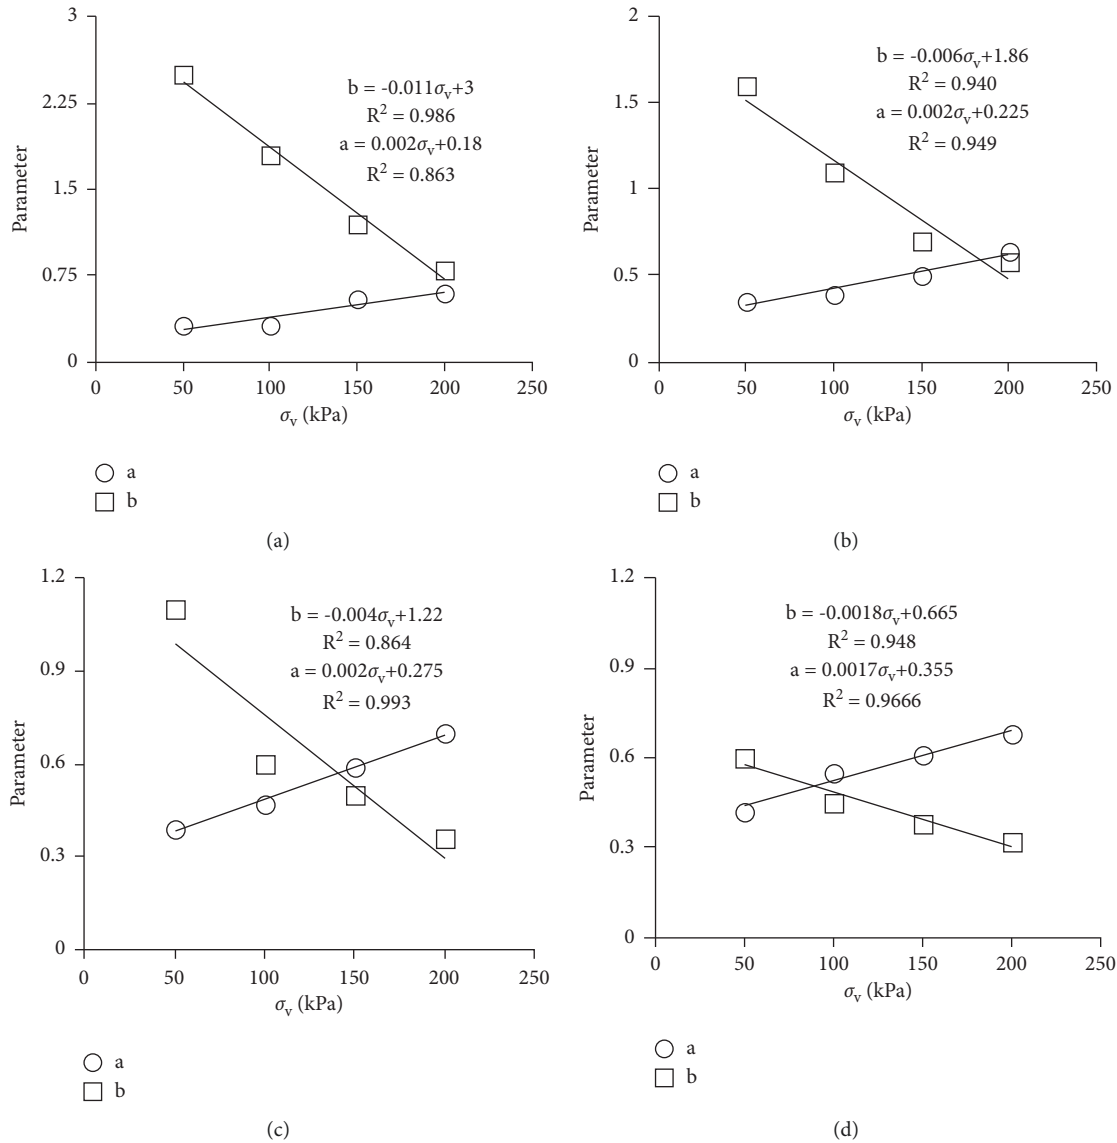 3
2.25
1.5
0.75
0
Parameter
b = -0.011σv+3
R² = 0.986
a = 0.002σv+0.18
R² = 0.863
0 50 100 150 200 250
σv (kPa)
a
b
(a)
2
1.5
1
0.5
0
Parameter
b = -0.006σv+1.86
R² = 0.940
a = 0.002σv+0.225
R² = 0.949
0 50 100 150 200 250
σv (kPa)
a
b
(b)
1.2
0.9
0.6
0.3
0
Parameter
b = -0.004σv+1.22
R² = 0.864
a = 0.002σv+0.275
R² = 0.993
0 50 100 150 200 250
σv (kPa)
a
b
(c)
1.2
0.9
0.6
0.3
0
Parameter
b = -0.0018σv+0.665
R² = 0.948
a = 0.0017σv+0.355
R² = 0.9666
0 50 100 150 200 250
σv (kPa)
a
b
(d)